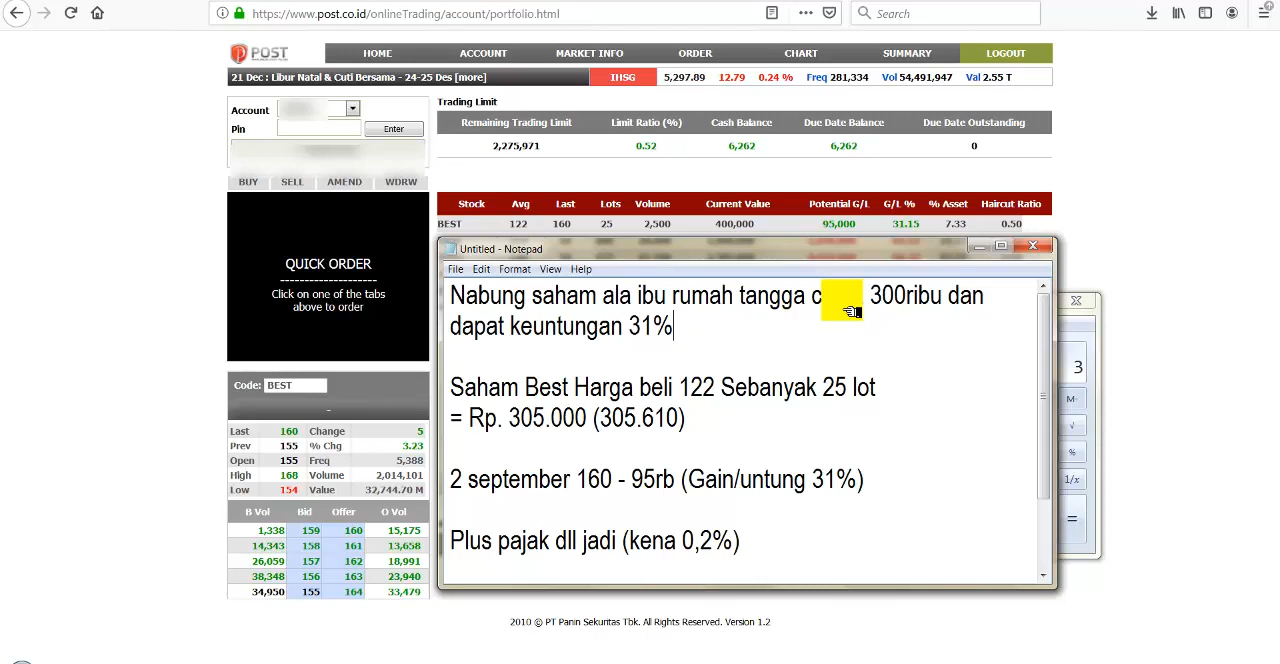 https://www.post.co.id/onlineTrading/account/portfolio.html
Search
POST
HOME ACCOUNT MARKET INFO ORDER CHART SUMMARY LOGOUT
21 Dec : Libur Natal & Cuti Bersama - 24-25 Des [more] IHSG 5,297.89 12.79 0.24 % Freq 281,334 Vol 54,491,947 Val 2.55 T
Account
Pin Enter
BUY SELL AMEND WDRW
QUICK ORDER
--------------------
Click on one of the tabs
above to order
Code: BEST
-
Last 160 Change 5
Prev 155 % Chg 3.23
Open 155 Freq 5,388
High 168 Volume 2,014,101
Low 154 Value 32,744.70 M
B Vol Bid Offer O Vol
1,338 159 160 15,175
14,343 158 161 13,658
26,059 157 162 18,991
38,348 156 163 23,940
34,950 155 164 33,479
Trading Limit
Remaining Trading Limit Limit Ratio (%) Cash Balance Due Date Balance Due Date Outstanding
2,275,971 0.52 6,262 6,262 0
Stock Avg Last Lots Volume Current Value Potential G/L G/L % % Asset Haircut Ratio
BEST 122 160 25 2,500 400,000 95,000 31.15 7.33 0.50
Untitled - Notepad
File Edit Format View Help
Nabung saham ala ibu rumah tangga 300ribu dan
dapat keuntungan 31%
Saham Best Harga beli 122 Sebanyak 25 lot
= Rp. 305.000 (305.610)
2 september 160 - 95rb (Gain/untung 31%)
Plus pajak dll jadi (kena 0,2%)
3
M-
√
%
1/x
=
2010 © PT Panin Sekuritas Tbk. All Rights Reserved. Version 1.2